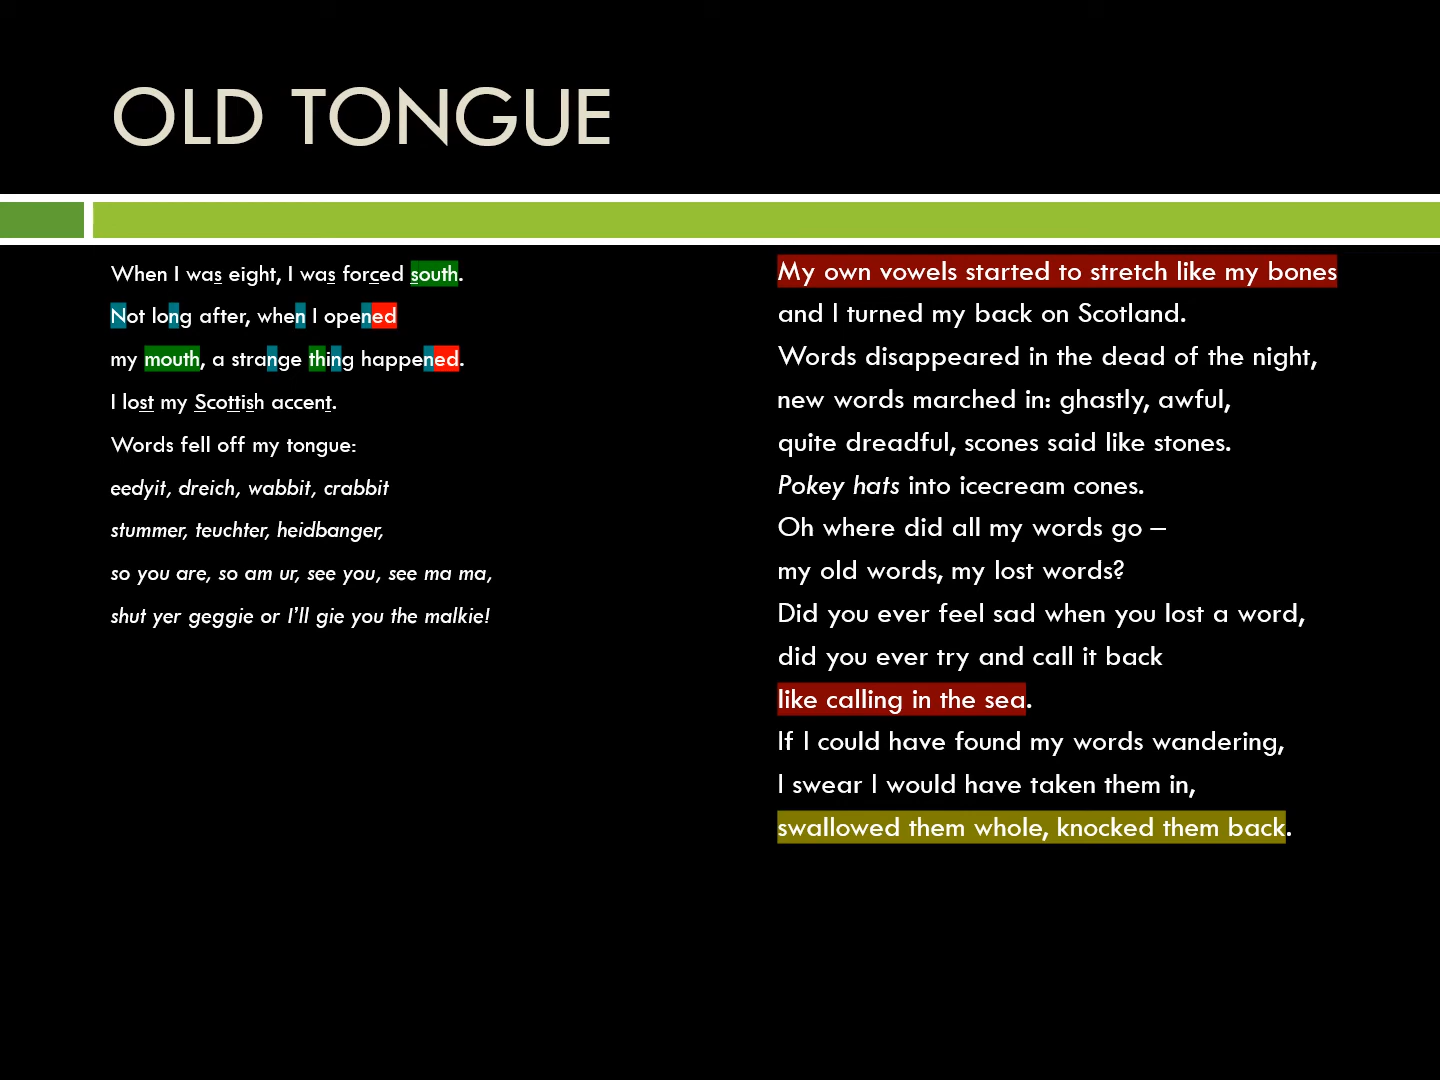 OLD TONGUE
When I was eight, I was forced south.
Not long after, when I opened
my mouth, a strange thing happened.
I lost my Scottish accent.
Words fell off my tongue:
eedyit, dreich, wabbit, crabbit
stummer, teuchter, heidbanger,
so you are, so am ur, see you, see ma ma,
shut yer geggie or I’ll gie you the malkie!
My own vowels started to stretch like my bones
and I turned my back on Scotland.
Words disappeared in the dead of the night,
new words marched in: ghastly, awful,
quite dreadful, scones said like stones.
Pokey hats into icecream cones.
Oh where did all my words go –
my old words, my lost words?
Did you ever feel sad when you lost a word,
did you ever try and call it back
like calling in the sea.
If I could have found my words wandering,
I swear I would have taken them in,
swallowed them whole, knocked them back.